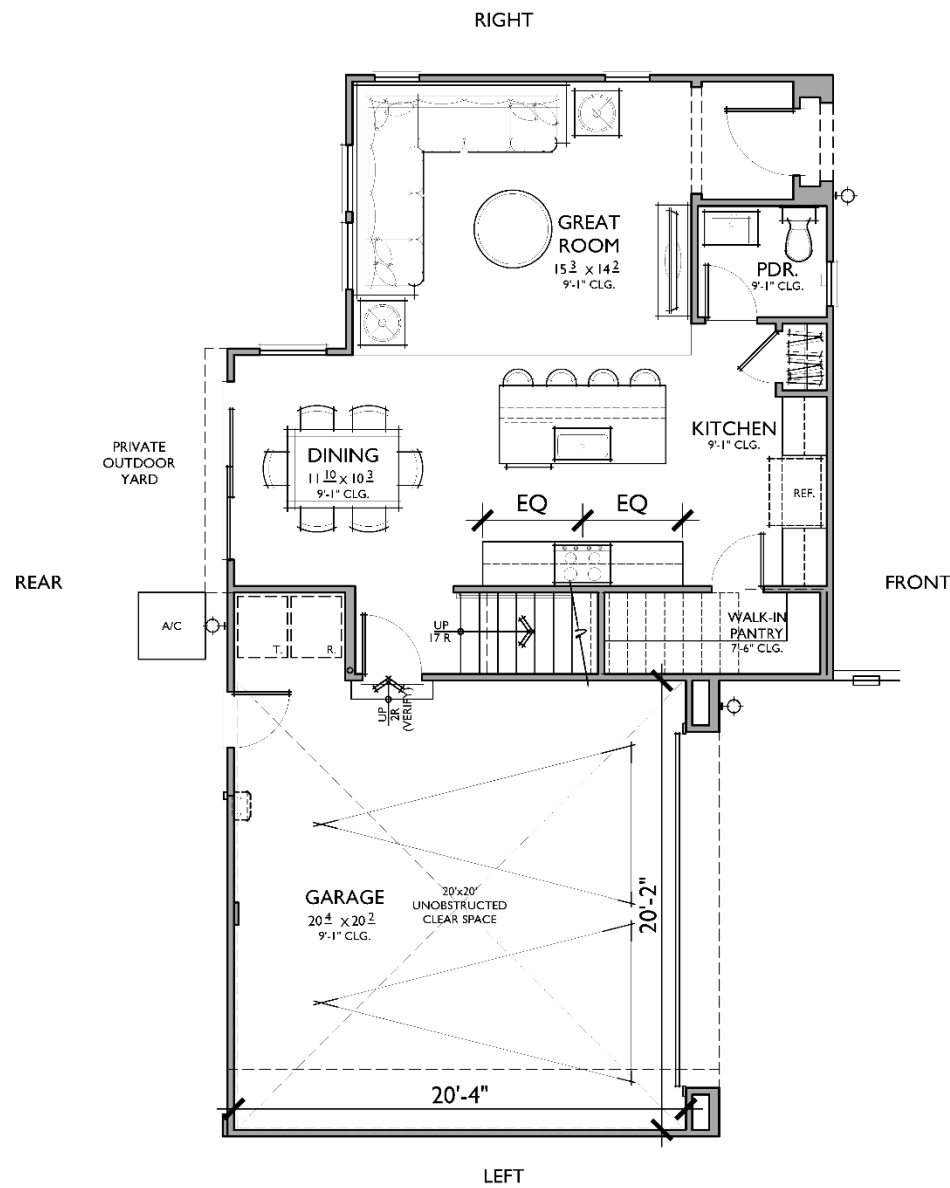 RIGHT
GREAT
ROOM
15 3 x 14 2
9'-1" CLG.
PDR.
9'-1" CLG.
KITCHEN
9'-1" CLG.
PRIVATE
OUTDOOR
YARD
DINING
11 10 x 10 3
9'-1" CLG.
REF.
EQ
EQ
REAR
FRONT
A/C
T.
R.
UP
17 R
WALK-IN
PANTRY
7'-6" CLG.
UP
2R
(VERIFY)
GARAGE
20 4 x 20 2
9'-1" CLG.
20'x20'
UNOBSTRUCTED
CLEAR SPACE
20'-2"
20'-4"
LEFT